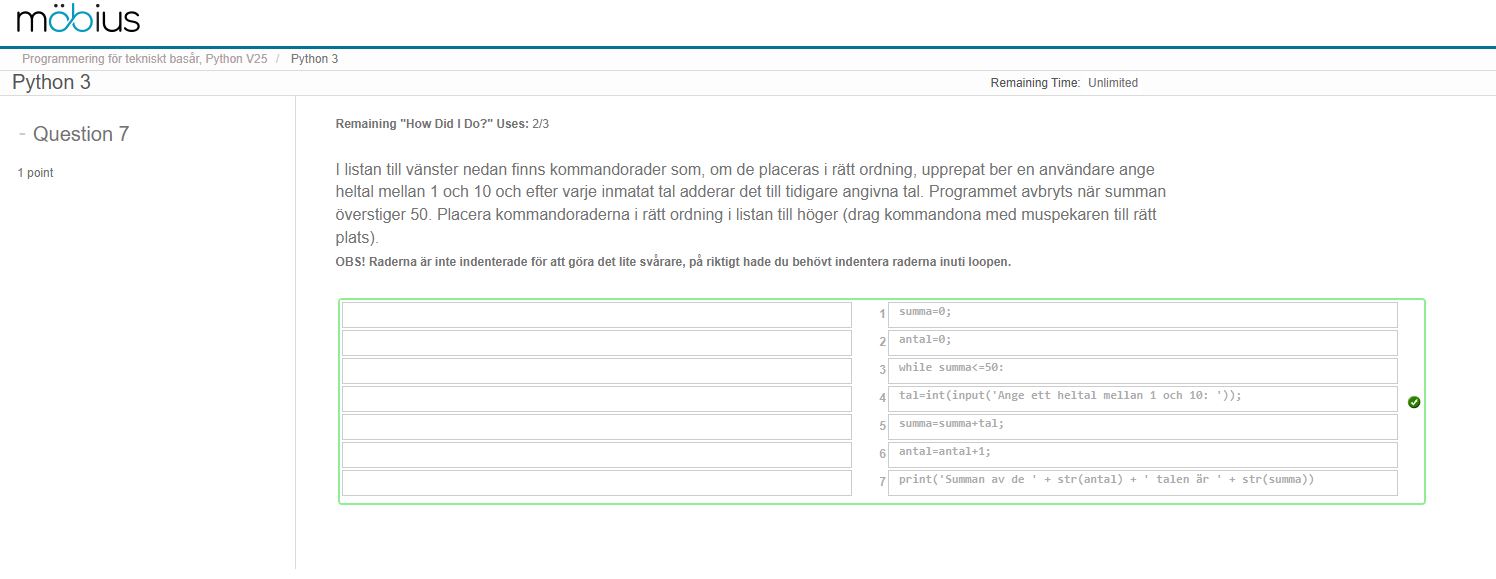 möbius
Programmering för tekniskt basår, Python V25 / Python 3
Python 3
Remaining Time: Unlimited
- Question 7
1 point
Remaining "How Did I Do?" Uses: 2/3
I listan till vänster nedan finns kommandorader som, om de placeras i rätt ordning, upprepat ber en användare ange
heltal mellan 1 och 10 och efter varje inmatat tal adderar det till tidigare angivna tal. Programmet avbryts när summan
överstiger 50. Placera kommandoraderna i rätt ordning i listan till höger (drag kommandona med muspekaren till rätt
plats).
OBS! Raderna är inte indenterade för att göra det lite svårare, på riktigt hade du behövt indentera raderna inuti loopen.
1 summa=0;
2 antal=0;
3 while summa<=50:
4 tal=int(input('Ange ett heltal mellan 1 och 10: '));
5 summa=summa+tal;
6 antal=antal+1;
7 print('Summan av de ' + str(antal) + ' talen är ' + str(summa))